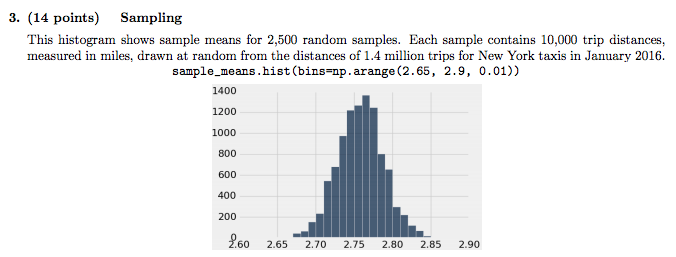 3. (14 points) Sampling
This histogram shows sample means for 2,500 random samples. Each sample contains 10,000 trip distances,
measured in miles, drawn at random from the distances of 1.4 million trips for New York taxis in January 2016.
sample_means.hist(bins=np.arange(2.65, 2.9, 0.01))
1400
1200
1000
800
600
400
200
0
2.60 2.65 2.70 2.75 2.80 2.85 2.90